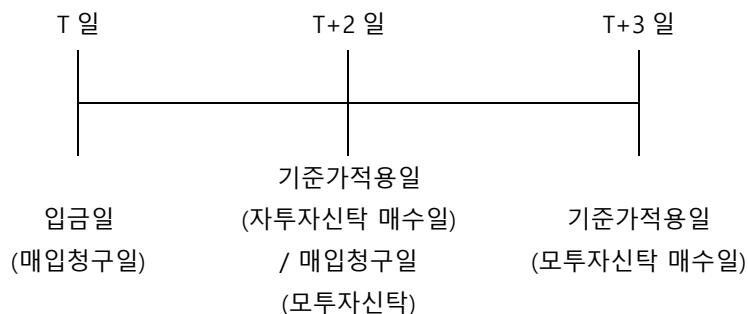 T 일
T+2 일
T+3 일
입금일
(매입청구일)
기준가적용일
(자투자신탁 매수일)
/ 매입청구일
(모투자신탁)
기준가적용일
(모투자신탁 매수일)